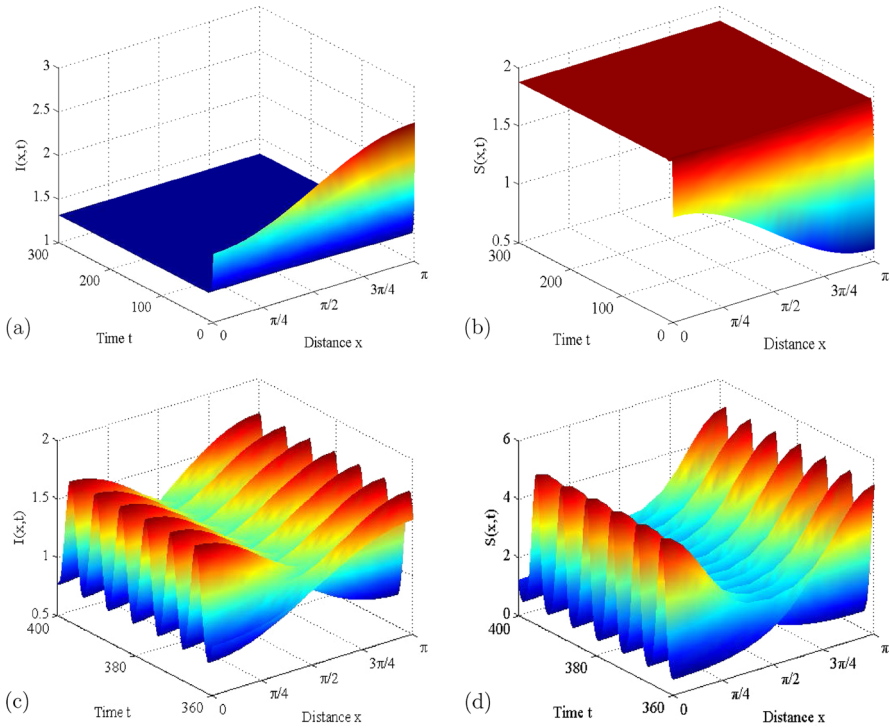 3
2.5
2
1.5
1
I(x,t)
300
200
100
0
Time t
0
π/4
π/2
3π/4
π
Distance x
(a)
2
1.5
1
0.5
S(x,t)
300
200
100
0
Time t
0
π/4
π/2
3π/4
π
Distance x
(b)
2
1.5
1
0.5
I(x,t)
400
380
360
Time t
0
π/4
π/2
3π/4
π
Distance x
(c)
6
4
2
0
S(x,t)
400
380
360
Time t
0
π/4
π/2
3π/4
π
Distance x
(d)